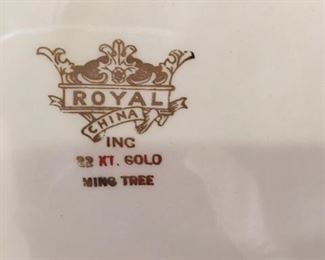 ROYAL
CHINA
INC
22 KT. GOLD
MING TREE